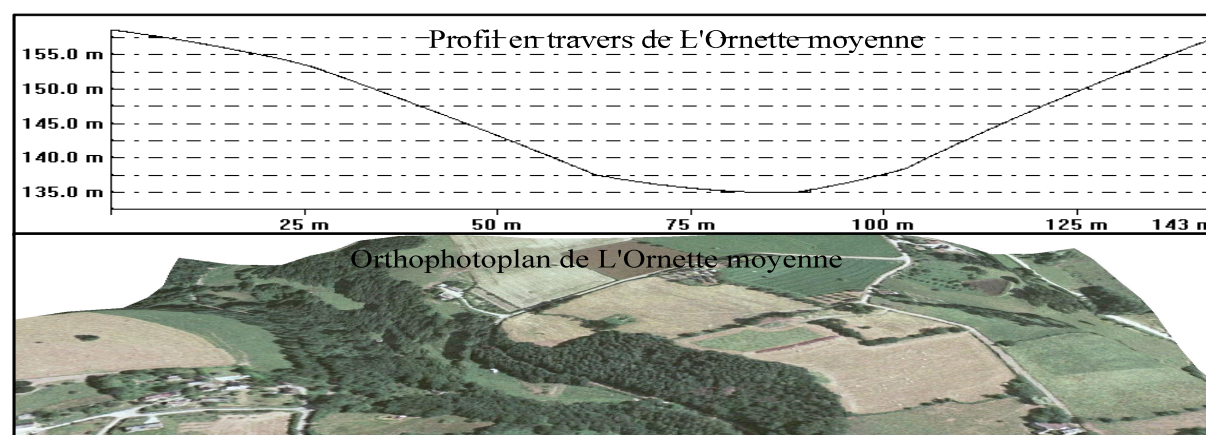 Profil en travers de L'Ornette moyenne
155.0 m
150.0 m
145.0 m
140.0 m
135.0 m
25 m 50 m 75 m 100 m 125 m 143 m
Orthophotoplan de L'Ornette moyenne